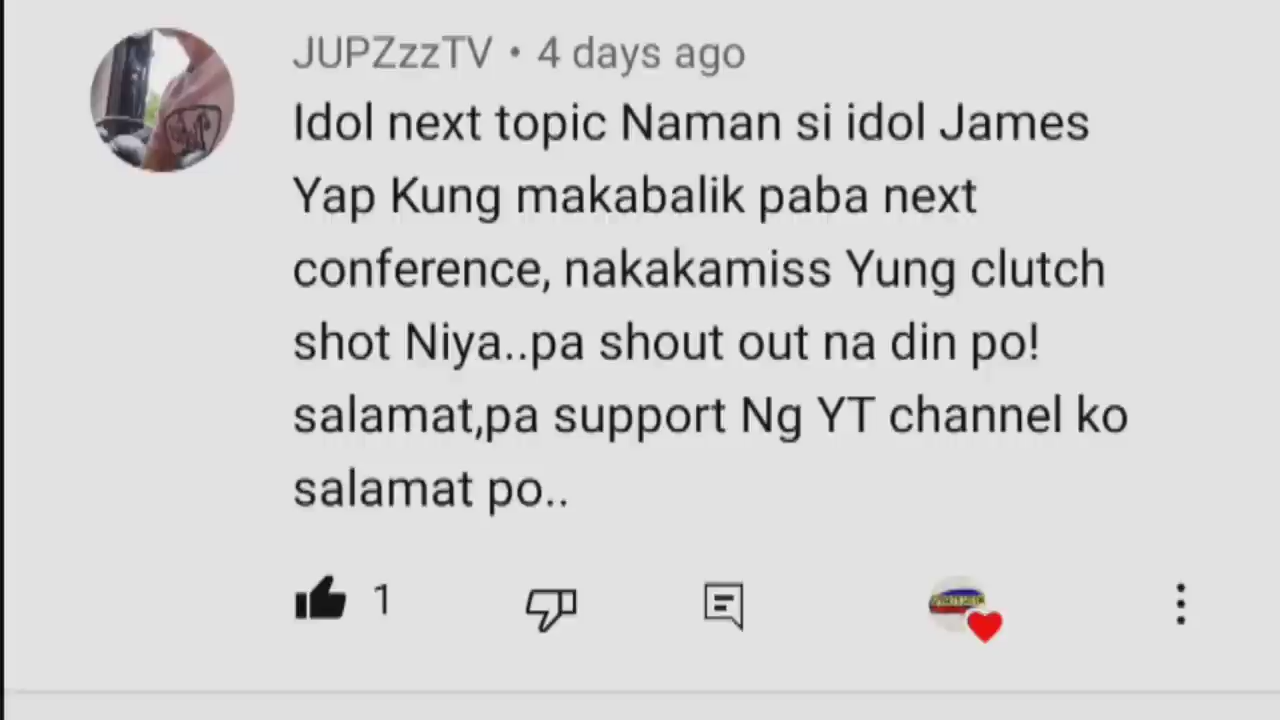 JUPZzzTV • 4 days ago
Idol next topic Naman si idol James
Yap Kung makabalik paba next
conference, nakakamiss Yung clutch
shot Niya..pa shout out na din po!
salamat,pa support Ng YT channel ko
salamat po..
1